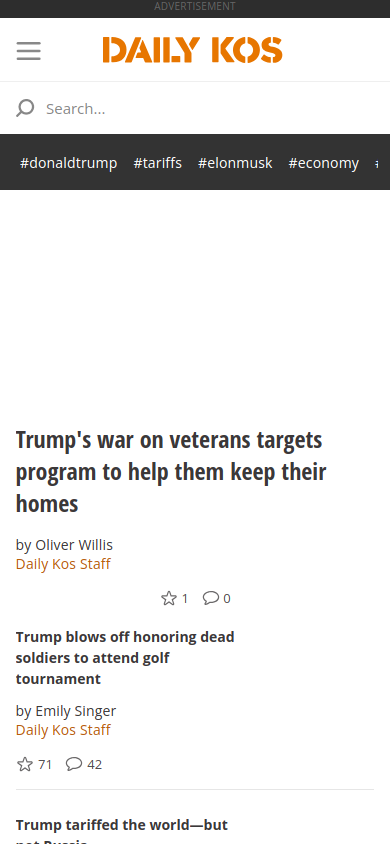 ADVERTISEMENT
DAILY KOS
Search...
#donaldtrump #tariffs #elonmusk #economy
Trump's war on veterans targets
program to help them keep their
homes
by Oliver Willis
Daily Kos Staff
1 0
Trump blows off honoring dead
soldiers to attend golf
tournament
by Emily Singer
Daily Kos Staff
71 42
Trump tariffed the world—but
not Russia